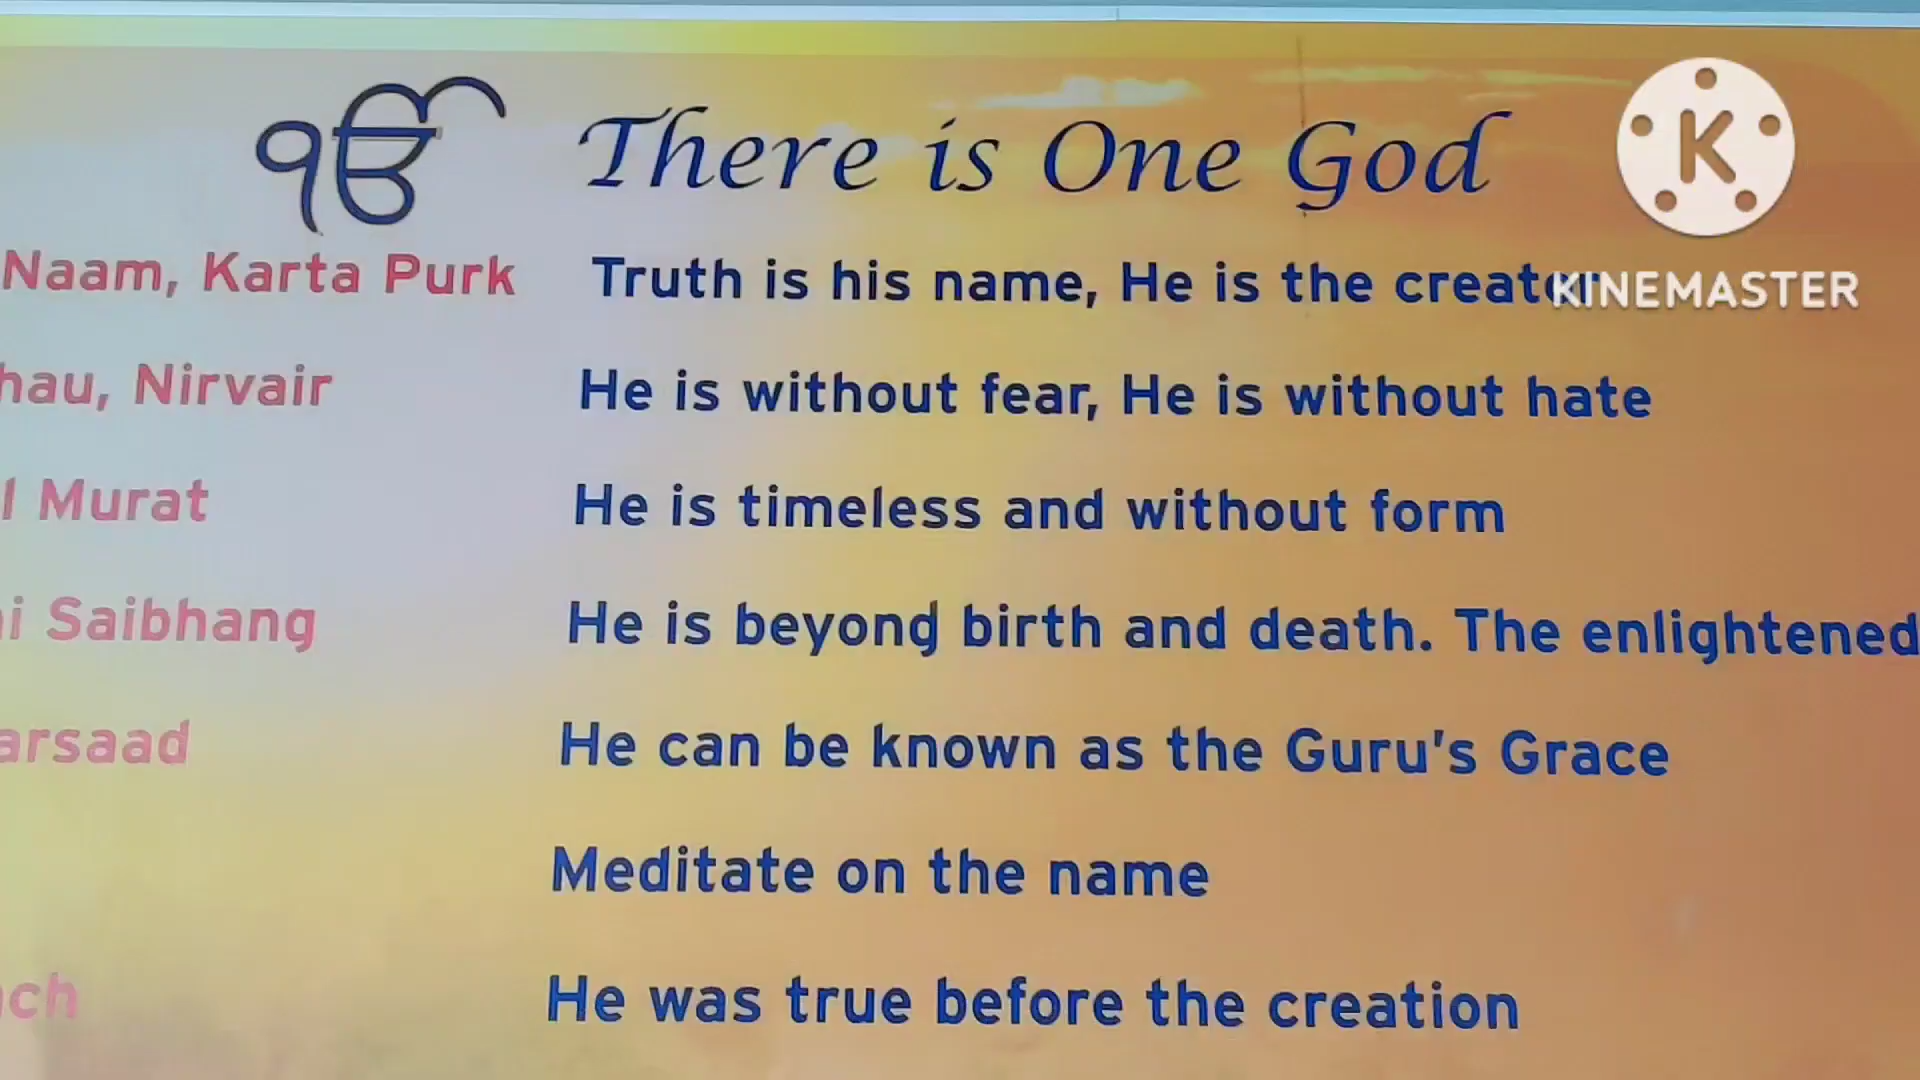 ੴ There is One God
Naam, Karta Purk Truth is his name, He is the creator
hau, Nirvair He is without fear, He is without hate
l Murat He is timeless and without form
i Saibhang He is beyond birth and death. The enlightened
arsaad He can be known as the Guru's Grace
Meditate on the name
ach He was true before the creation
K
KINEMASTER